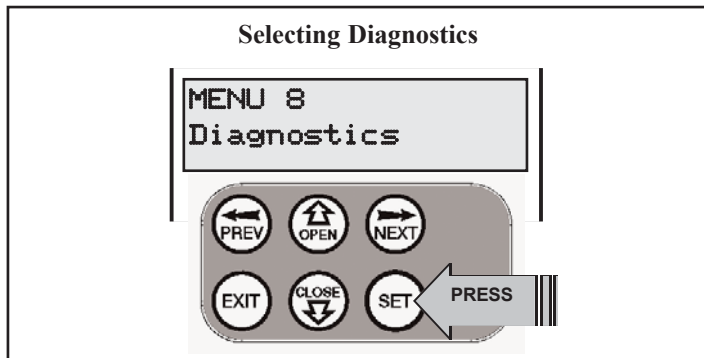 Selecting Diagnostics
MENU 8
Diagnostics
PREV
OPEN
NEXT
EXIT
CLOSE
SET
PRESS